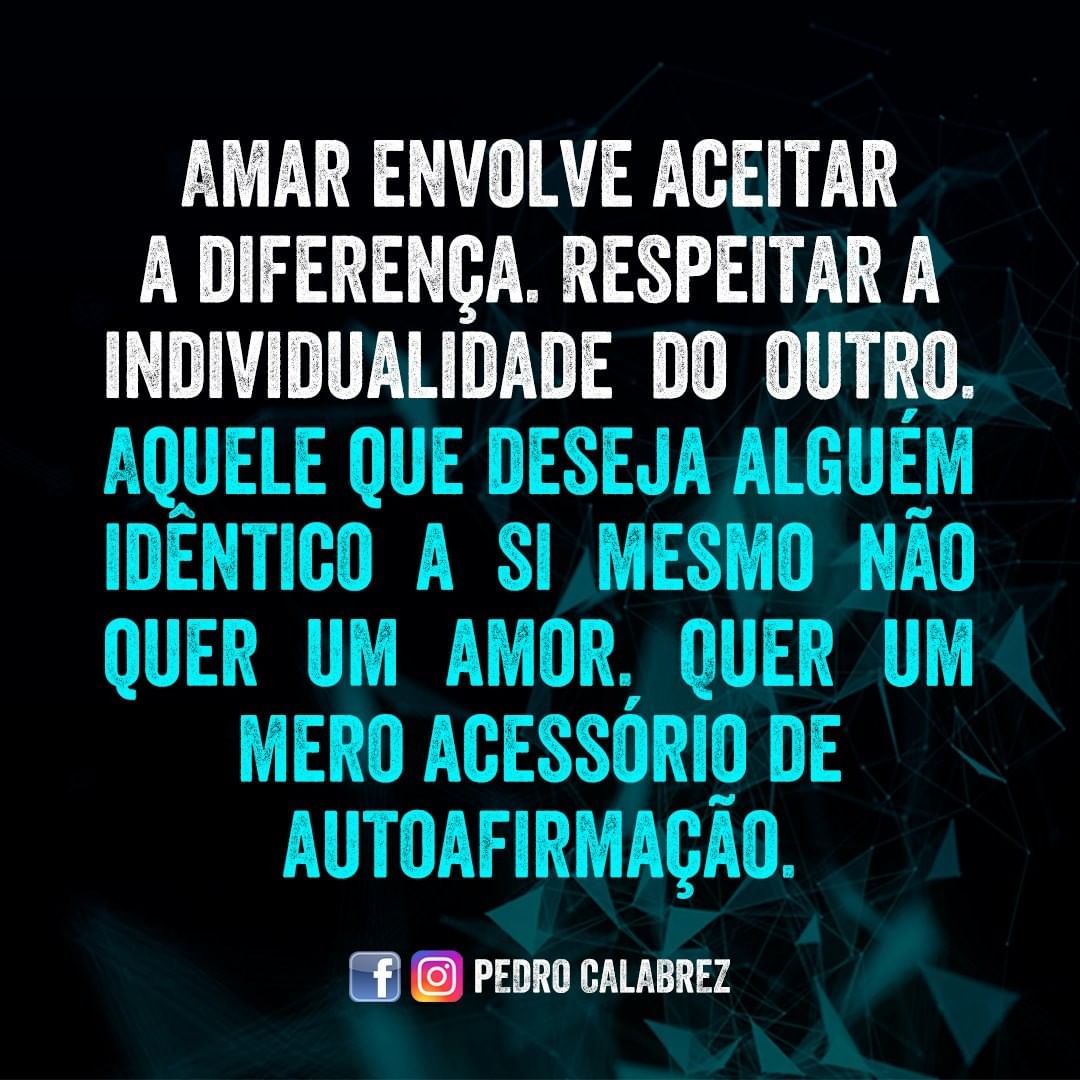 AMAR ENVOLVE ACEITAR
A DIFERENÇA. RESPEITAR A
INDIVIDUALIDADE DO OUTRO.
AQUELE QUE DESEJA ALGUÉM
IDÊNTICO A SI MESMO NÃO
QUER UM AMOR. QUER UM
MERO ACESSÓRIO DE
AUTOAFIRMAÇÃO.
PEDRO CALABREZ